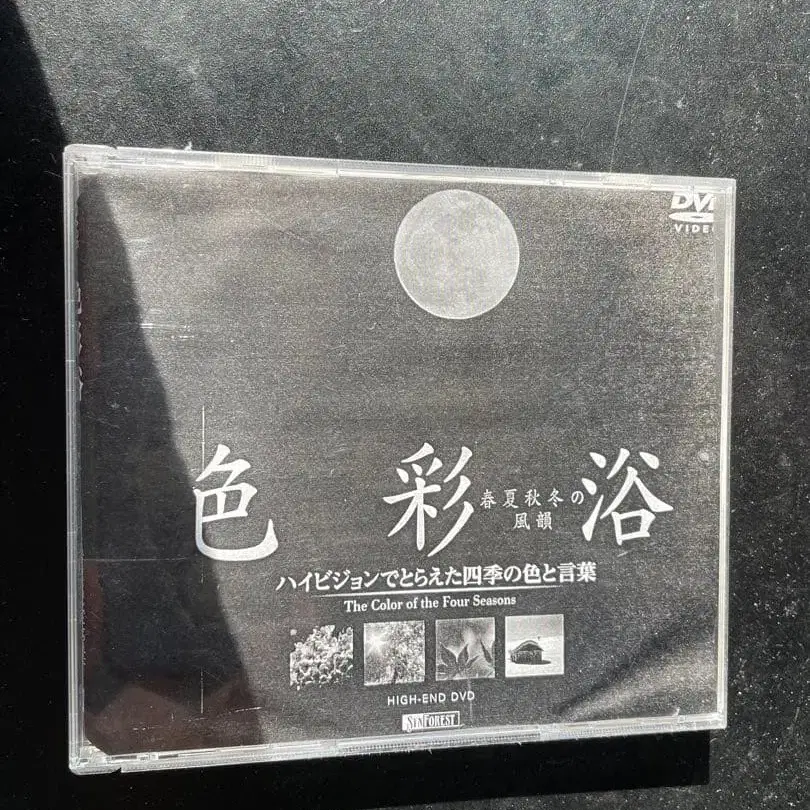 DV
VIDE
色彩浴
春夏秋冬の
風韻
ハイビジョンでとらえた四季の色と言葉
The Color of the Four Seasons
HIGH-END DVD
SYNFOREST